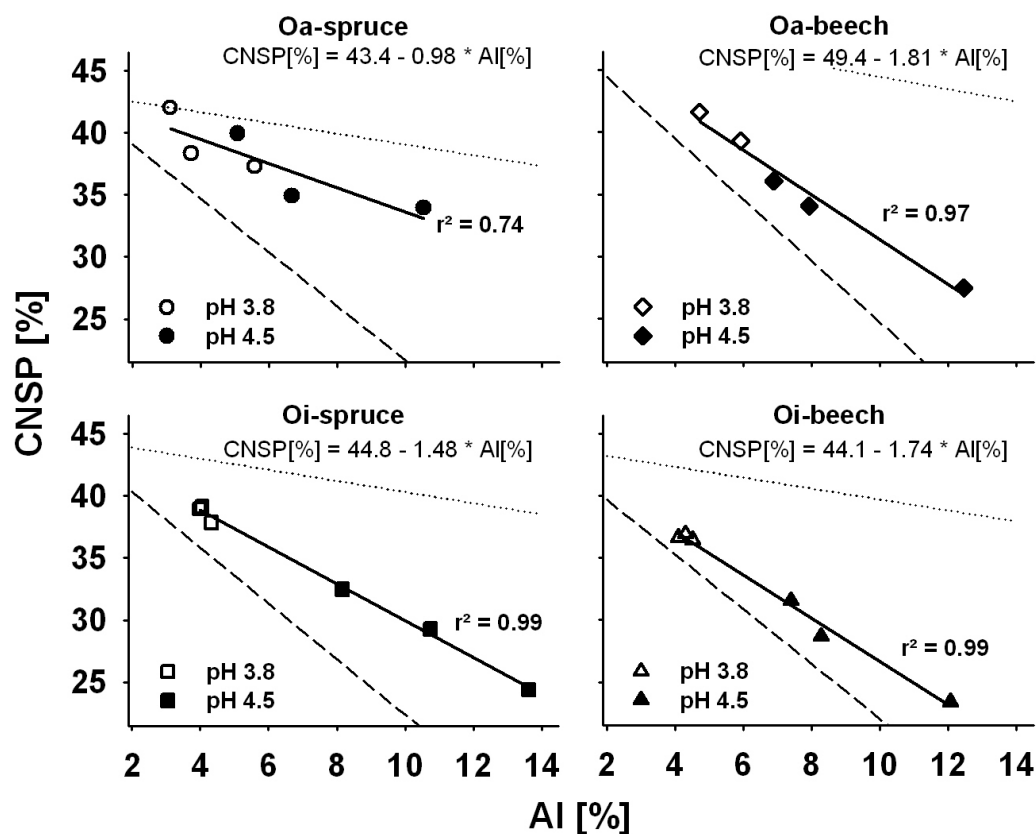 Oa-spruce
CNSP[%] = 43.4 - 0.98 * Al[%]
45
40
35
30
25
r² = 0.74
pH 3.8
pH 4.5
Oa-beech
CNSP[%] = 49.4 - 1.81 * Al[%]
r² = 0.97
pH 3.8
pH 4.5
CNSP [%]
Oi-spruce
CNSP[%] = 44.8 - 1.48 * Al[%]
45
40
35
30
25
r² = 0.99
pH 3.8
pH 4.5
2 4 6 8 10 12 14
Oi-beech
CNSP[%] = 44.1 - 1.74 * Al[%]
r² = 0.99
pH 3.8
pH 4.5
2 4 6 8 10 12 14
Al [%]